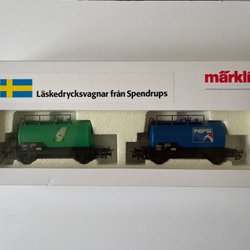 märklin
Läskedrycksvagnar från Spendrups
PEPSI